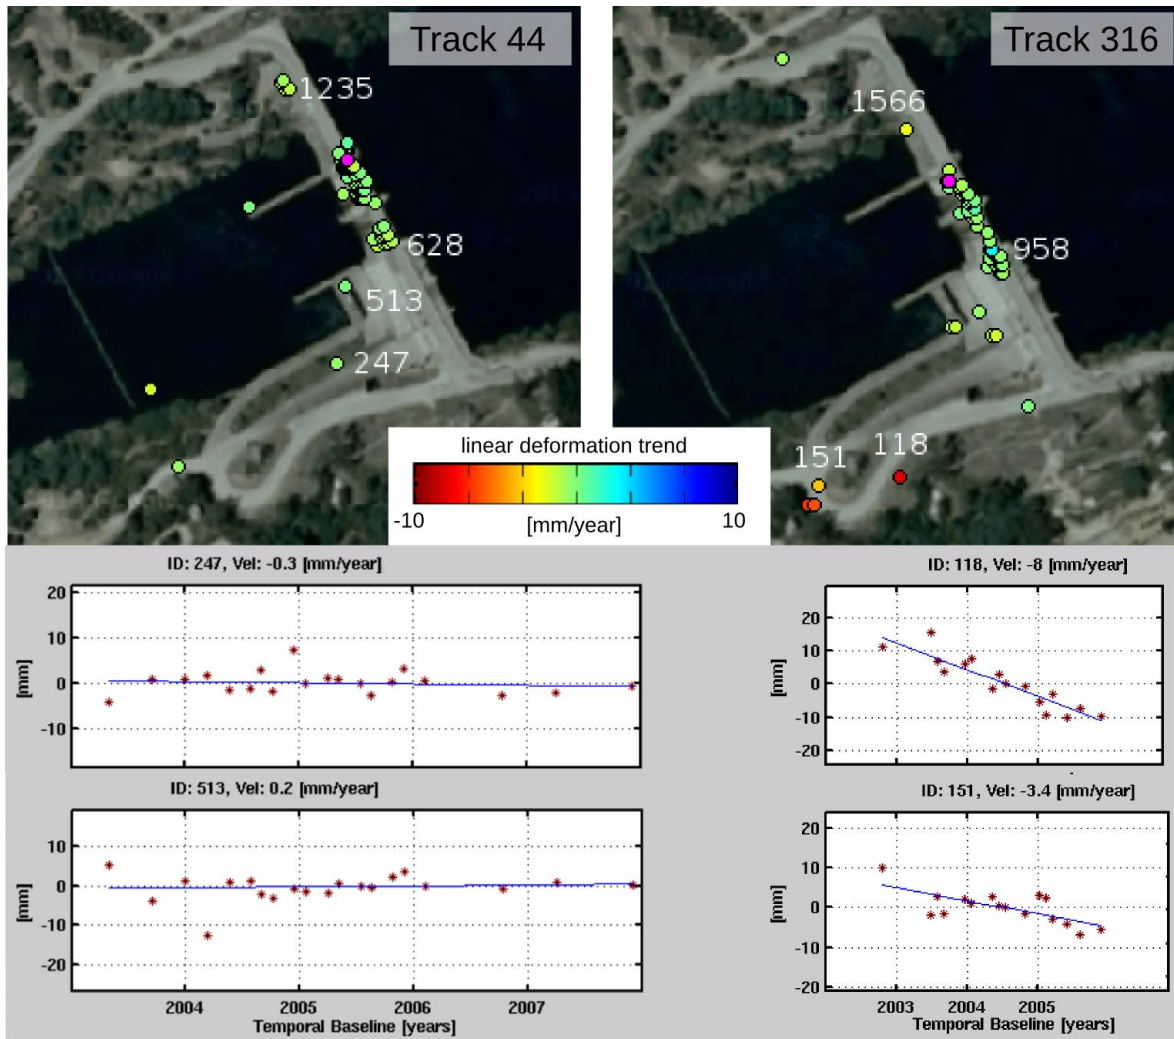 Track 44
Track 316
1235
1566
628
958
513
247
151
118
linear deformation trend
-10
[mm/year]
10
ID: 247, Vel: -0.3 [mm/year]
ID: 118, Vel: -8 [mm/year]
20
10
0
-10
[mm]
20
10
0
-10
-20
[mm]
ID: 513, Vel: 0.2 [mm/year]
ID: 151, Vel: -3.4 [mm/year]
10
0
-10
-20
[mm]
2004
2005
2006
2007
Temporal Baseline [years]
20
10
0
-10
-20
[mm]
2003
2004
2005
Temporal Baseline [years]